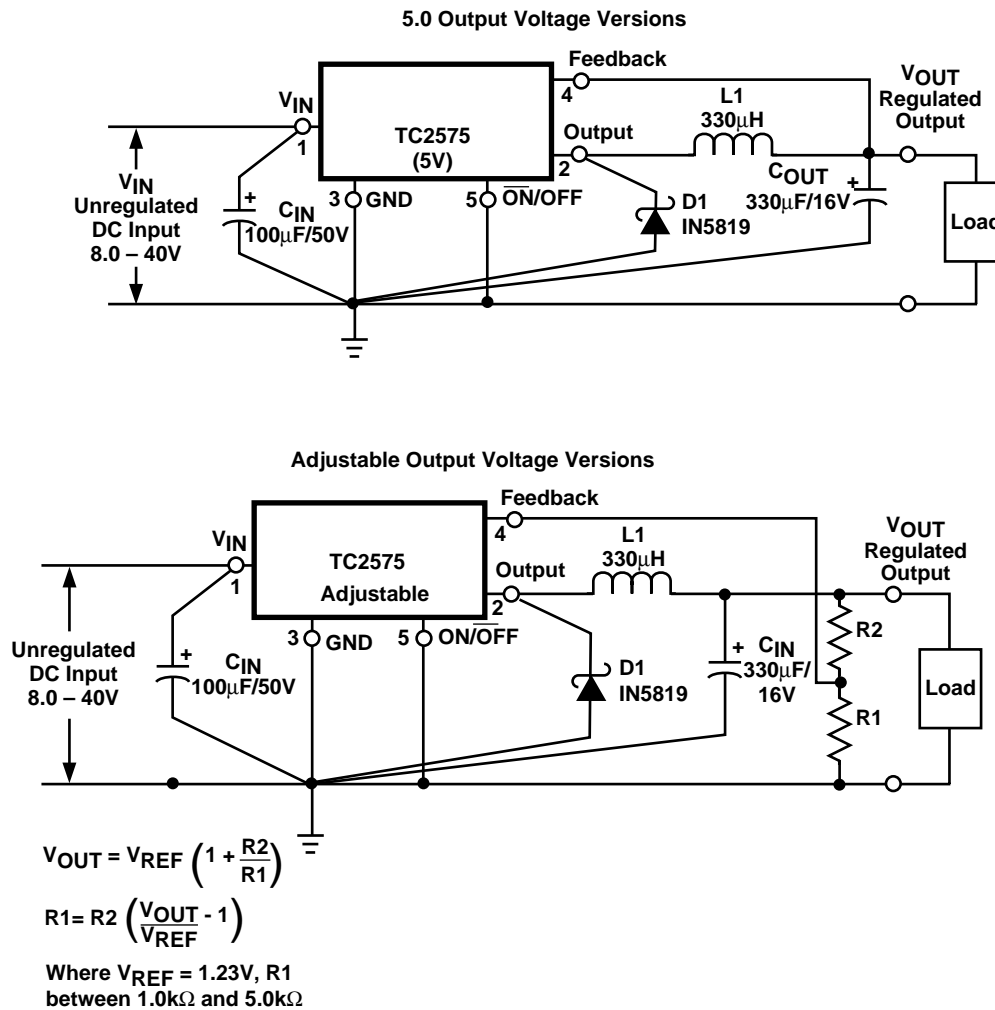 5.0 Output Voltage Versions
Feedback
4
VIN
1
TC2575
(5V)
Output
2
L1
330μH
VOUT
Regulated
Output
VIN
Unregulated
DC Input
8.0 – 40V
+
CIN
100μF/50V
3
GND
5
ON/OFF
D1
IN5819
COUT
330μF/16V
+
Load
Adjustable Output Voltage Versions
Feedback
4
VIN
1
TC2575
Adjustable
Output
2
L1
330μH
VOUT
Regulated
Output
Unregulated
DC Input
8.0 – 40V
+
CIN
100μF/50V
3
GND
5
ON/OFF
D1
IN5819
+
CIN
330μF/
16V
R2
R1
Load
VOUT = VREF (1 + R2/R1)
R1= R2 (VOUT/VREF - 1)
Where VREF = 1.23V, R1
between 1.0kΩ and 5.0kΩ